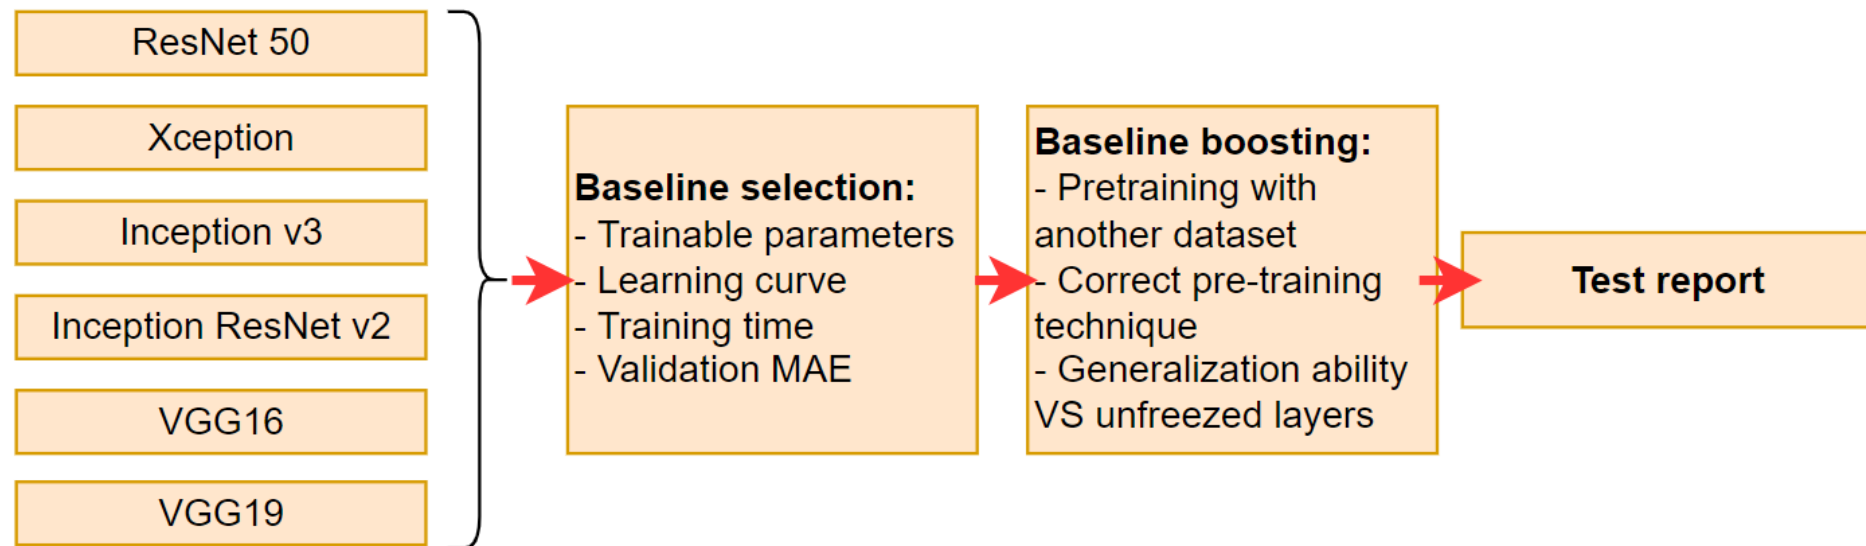 ResNet 50
Xception
Inception v3
Inception ResNet v2
VGG16
VGG19
Baseline selection:
- Trainable parameters
- Learning curve
- Training time
- Validation MAE
Baseline boosting:
- Pretraining with
another dataset
- Correct pre-training
technique
- Generalization ability
VS unfreezed layers
Test report